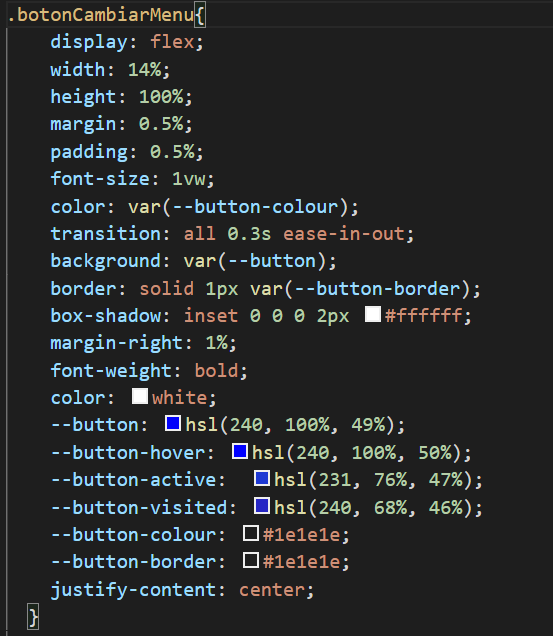 .botonCambiarMenu{
display: flex;
width: 14%;
height: 100%;
margin: 0.5%;
padding: 0.5%;
font-size: 1vw;
color: var(--button-colour);
transition: all 0.3s ease-in-out;
background: var(--button);
border: solid 1px var(--button-border);
box-shadow: inset 0 0 0 2px #ffffff;
margin-right: 1%;
font-weight: bold;
color: white;
--button: hsl(240, 100%, 49%);
--button-hover: hsl(240, 100%, 50%);
--button-active:  hsl(231, 76%, 47%);
--button-visited: hsl(240, 68%, 46%);
--button-colour: #1e1e1e;
--button-border: #1e1e1e;
justify-content: center;
}